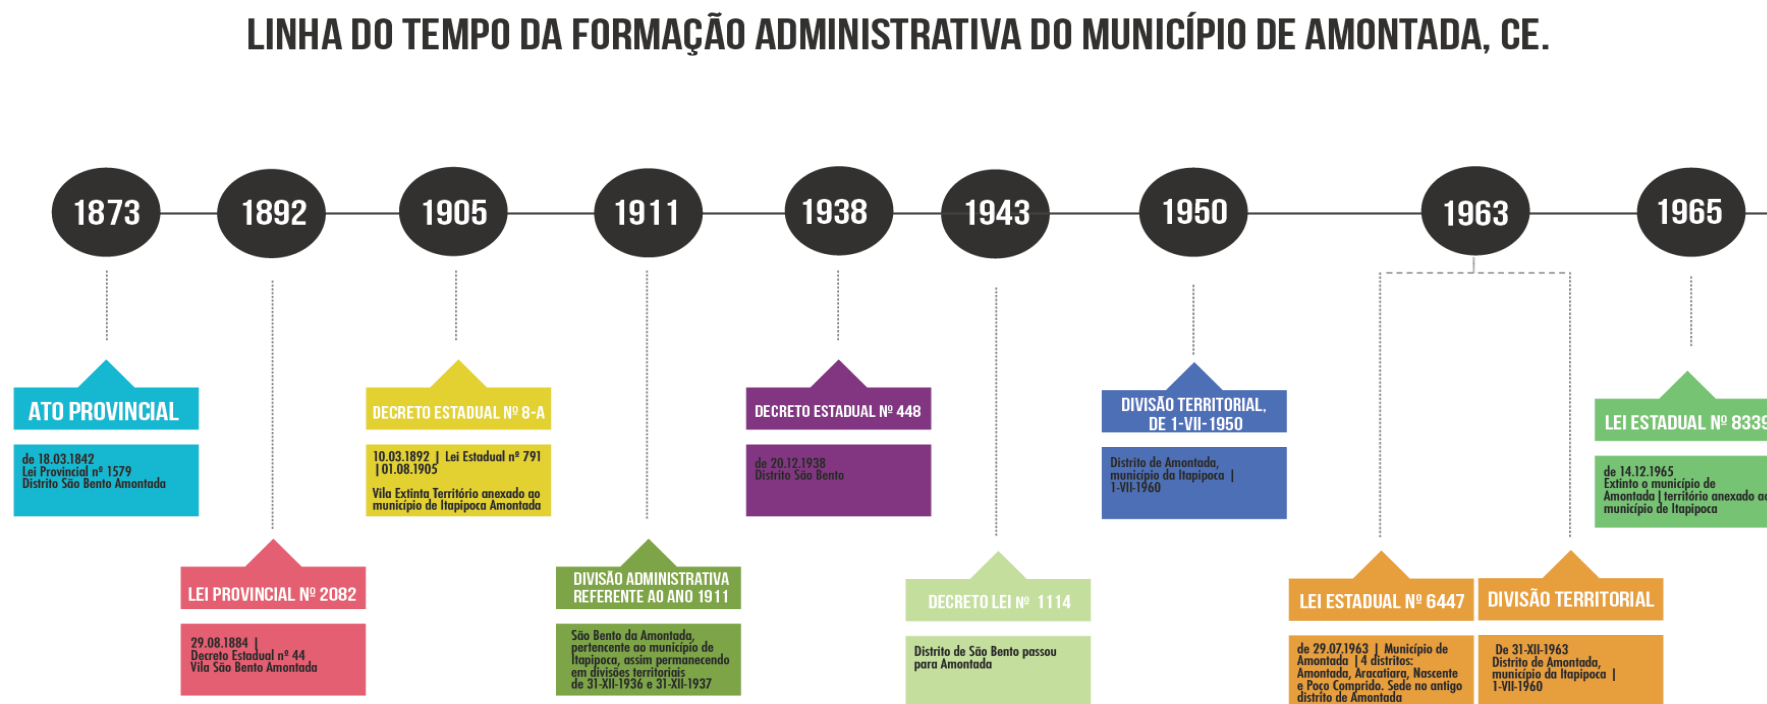 LINHA DO TEMPO DA FORMAÇÃO ADMINISTRATIVA DO MUNICÍPIO DE AMONTADA, CE.
1873
1892
1905
1911
1938
1943
1950
1963
1965
ATO PROVINCIAL
de 18.03.1842
Lei Provincial nº 1579
Distrito São Bento Amontada
LEI PROVINCIAL Nº 2082
29.08.1884 |
Decreto Estadual nº 44
Vila São Bento Amontada
DECRETO ESTADUAL Nº 8-A
10.03.1892 | Lei Estadual nº 791
| 01.08.1905
Vila Extinta Território anexado ao
município de Itapipoca Amontada
DIVISÃO ADMINISTRATIVA
REFERENTE AO ANO 1911
São Bento da Amontada,
pertencente ao município de
Itapipoca, assim permanecendo
em divisões territoriais
de 31-XII-1936 e 31-XII-1937
DECRETO ESTADUAL Nº 448
de 20.12.1938
Distrito São Bento
DECRETO LEI Nº 1114
Distrito de São Bento passou
para Amontada
DIVISÃO TERRITORIAL,
DE 1-VII-1950
Distrito de Amontada,
município da Itapipoca |
1-VII-1960
LEI ESTADUAL Nº 6447
de 29.07.1963 | Município de
Amontada | 4 distritos:
Amontada, Aracatiara, Nascente
e Poço Comprido. Sede no antigo
distrito de Amontada
DIVISÃO TERRITORIAL
De 31-XII-1963
Distrito de Amontada,
município da Itapipoca |
1-VII-1960
LEI ESTADUAL Nº 8339
de 14.12.1965
Extinto o município de
Amontada | território anexado ao
município de Itapipoca